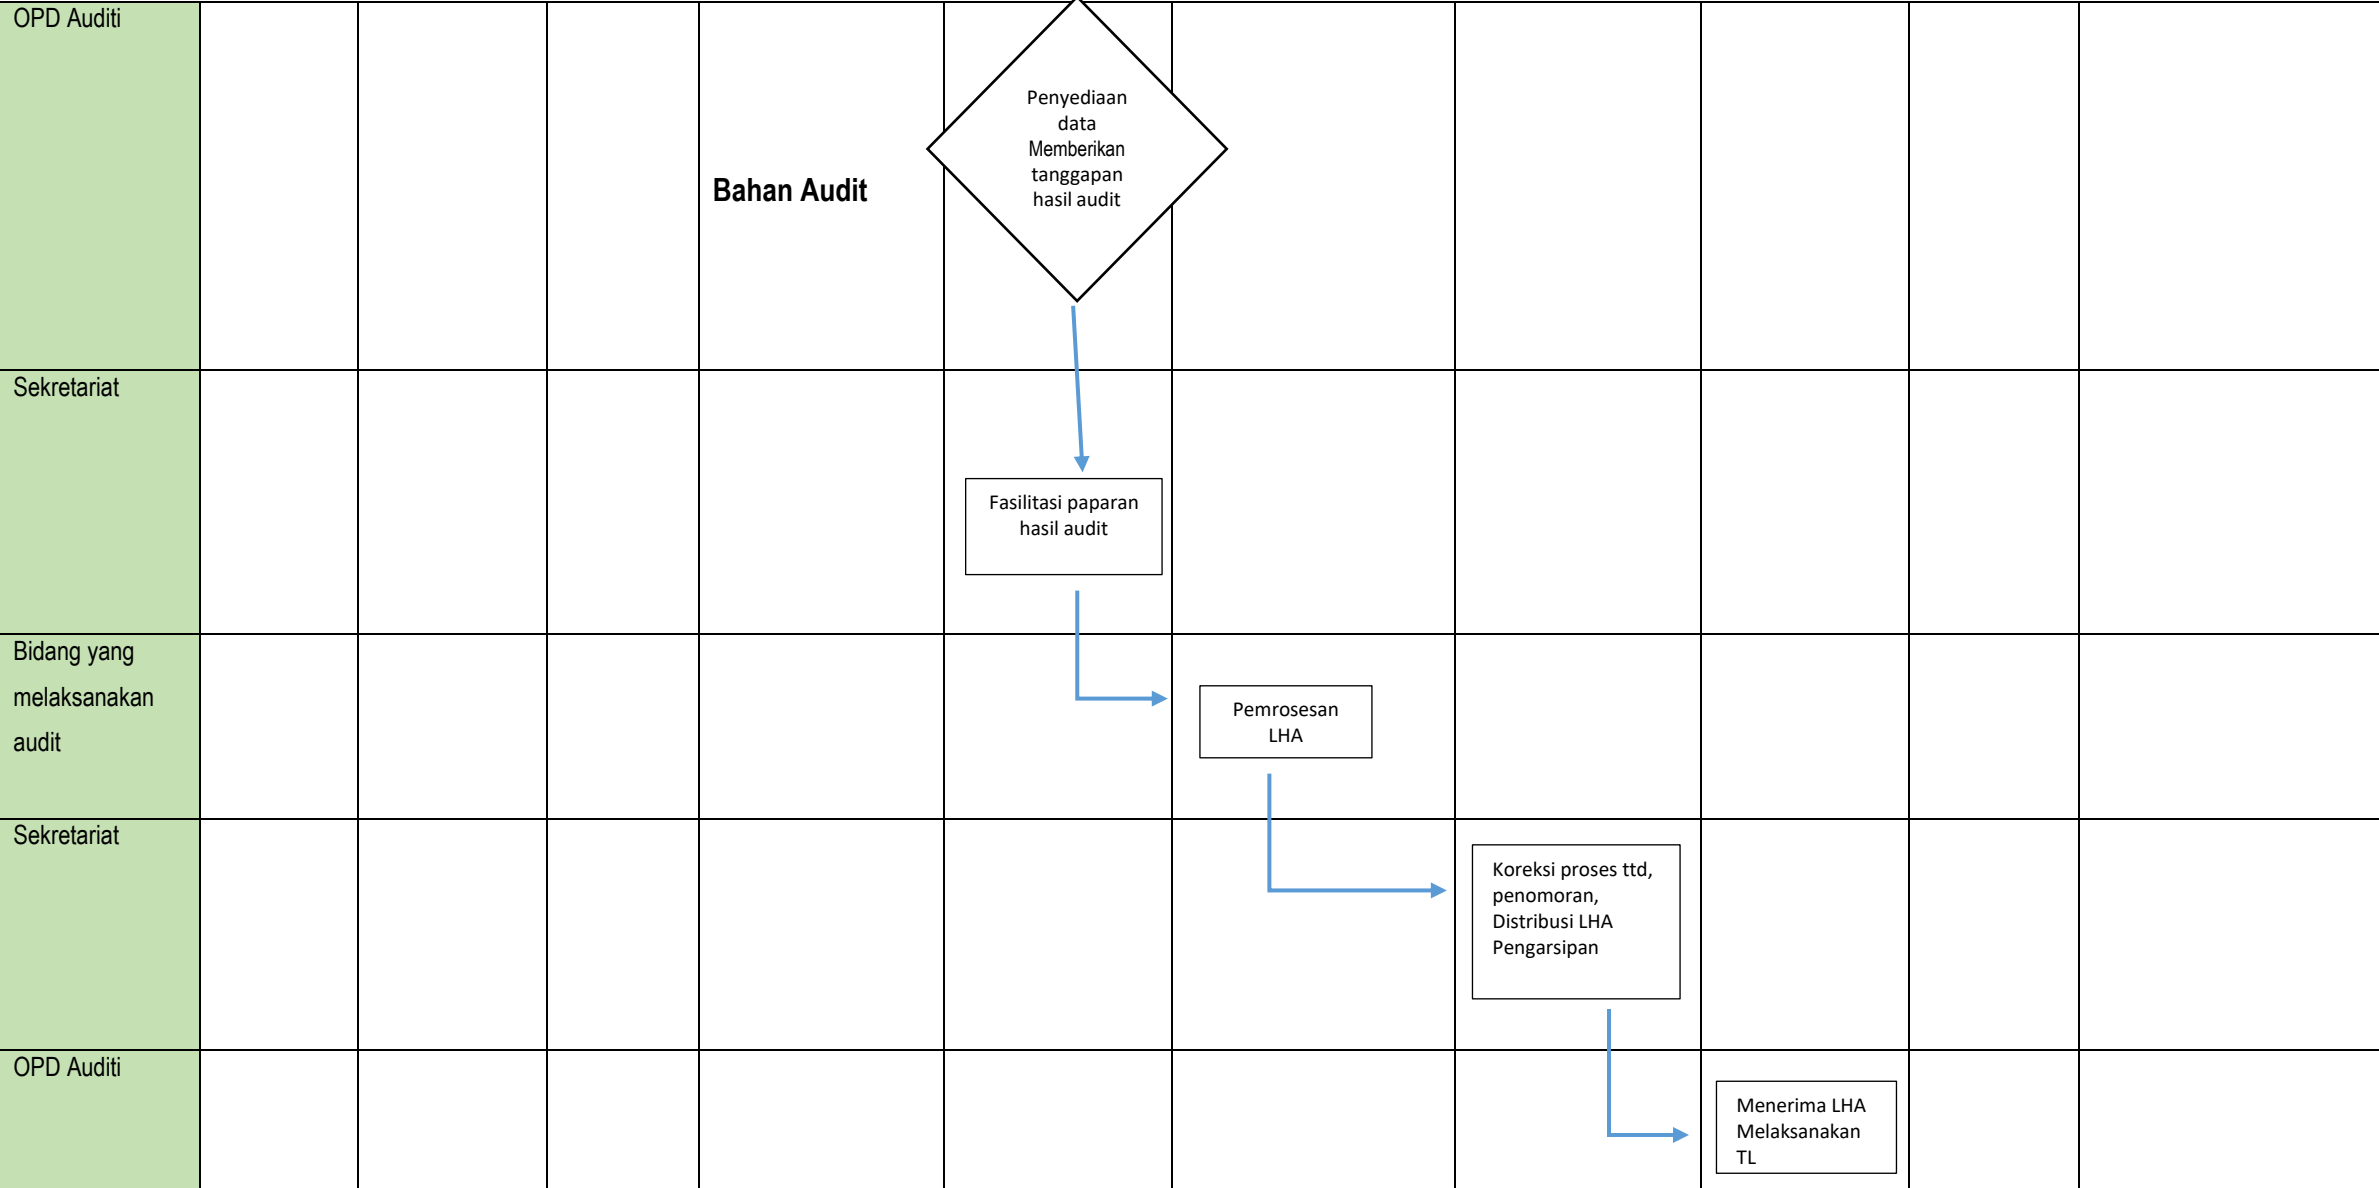 OPD Auditi
Penyediaan
data
Memberikan
tanggapan
hasil audit
Bahan Audit
Sekretariat
Fasilitasi paparan
hasil audit
Bidang yang
melaksanakan
audit
Pemrosesan
LHA
Sekretariat
Koreksi proses ttd,
penomoran,
Distribusi LHA
Pengarsipan
OPD Auditi
Menerima LHA
Melaksanakan
TL